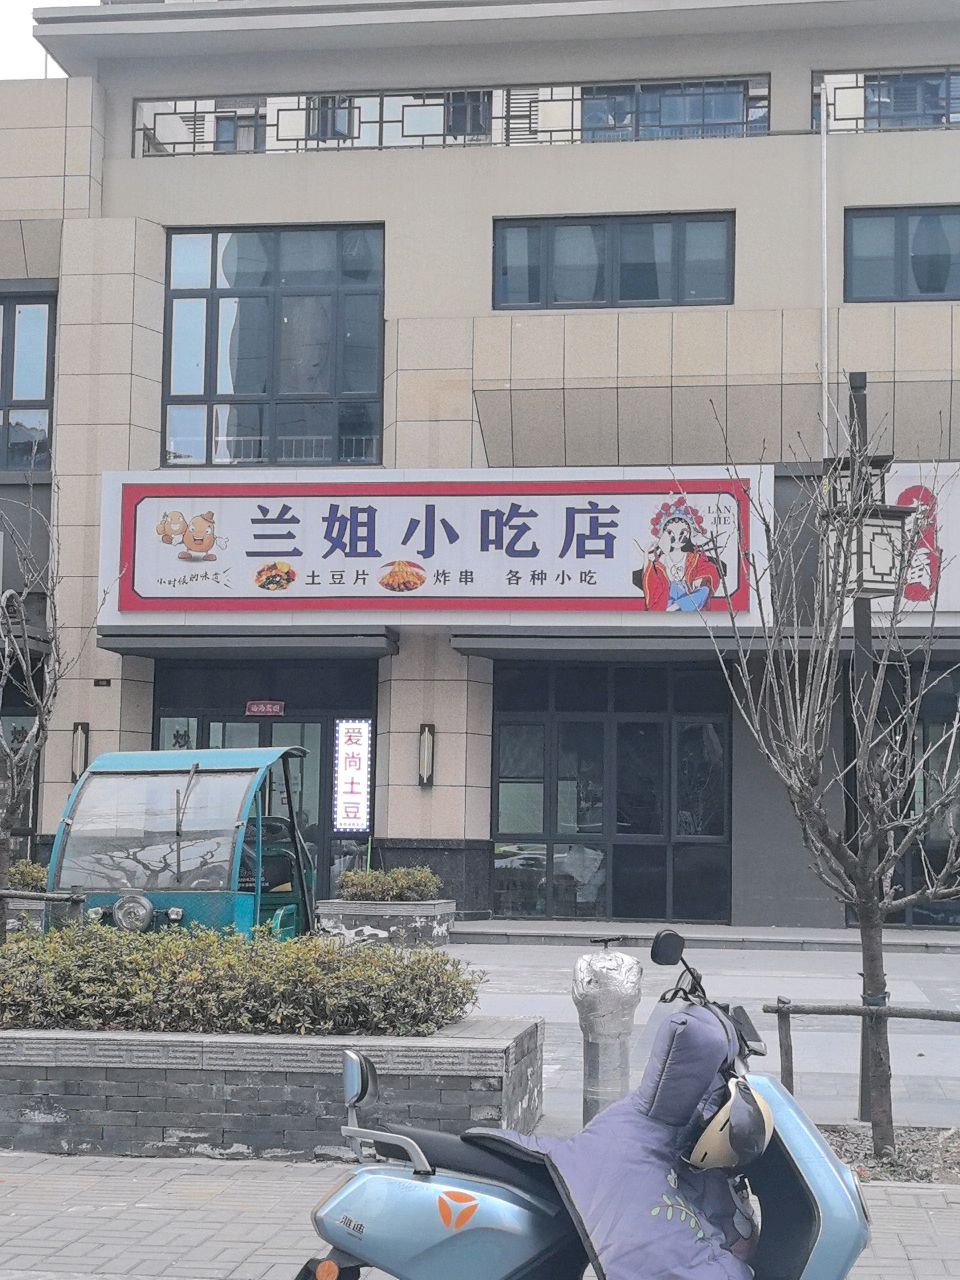 兰姐小吃店
LAN
JIE
小时候的味道
土豆片 炸串 各种小吃
爱尚土豆
炒
雅迪